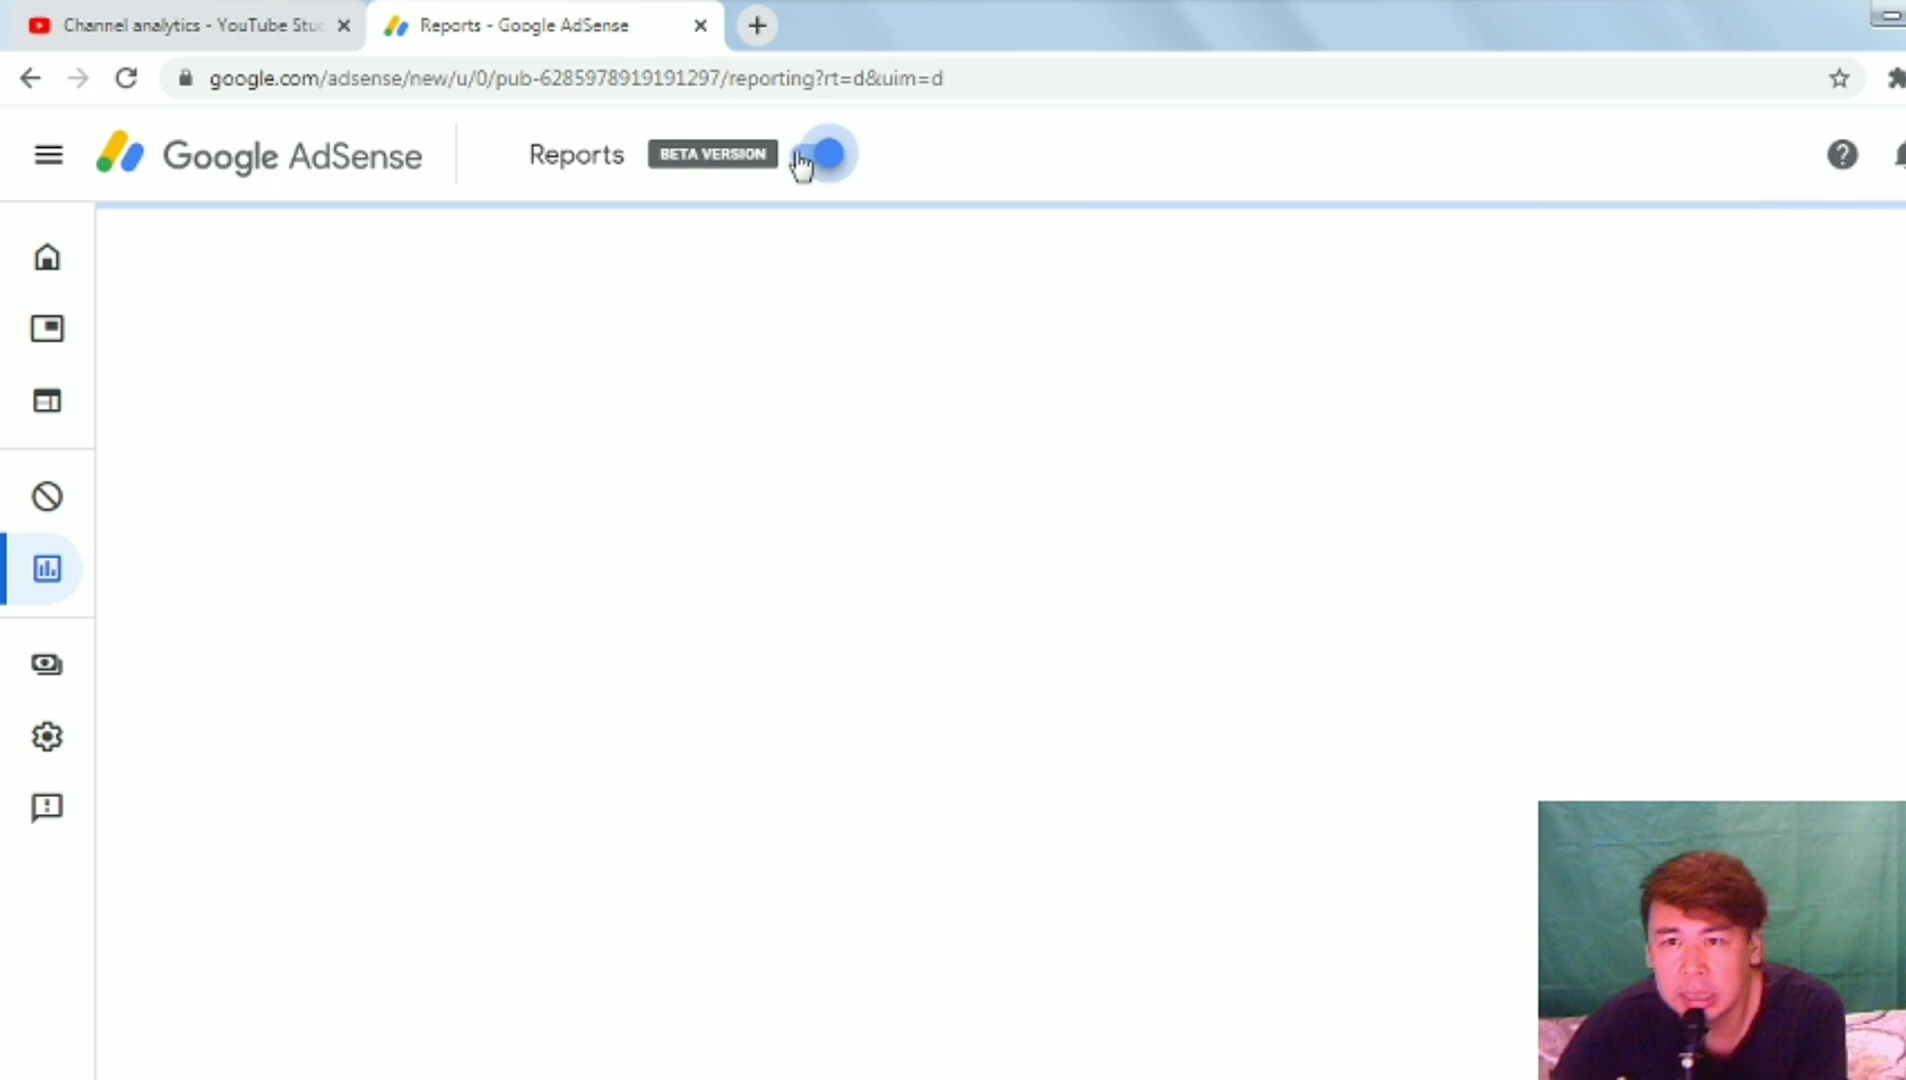 Channel analytics - YouTube Stuc
Reports - Google AdSense
google.com/adsense/new/u/0/pub-6285978919191297/reporting?rt=d&uim=d
Google AdSense
Reports
BETA VERSION